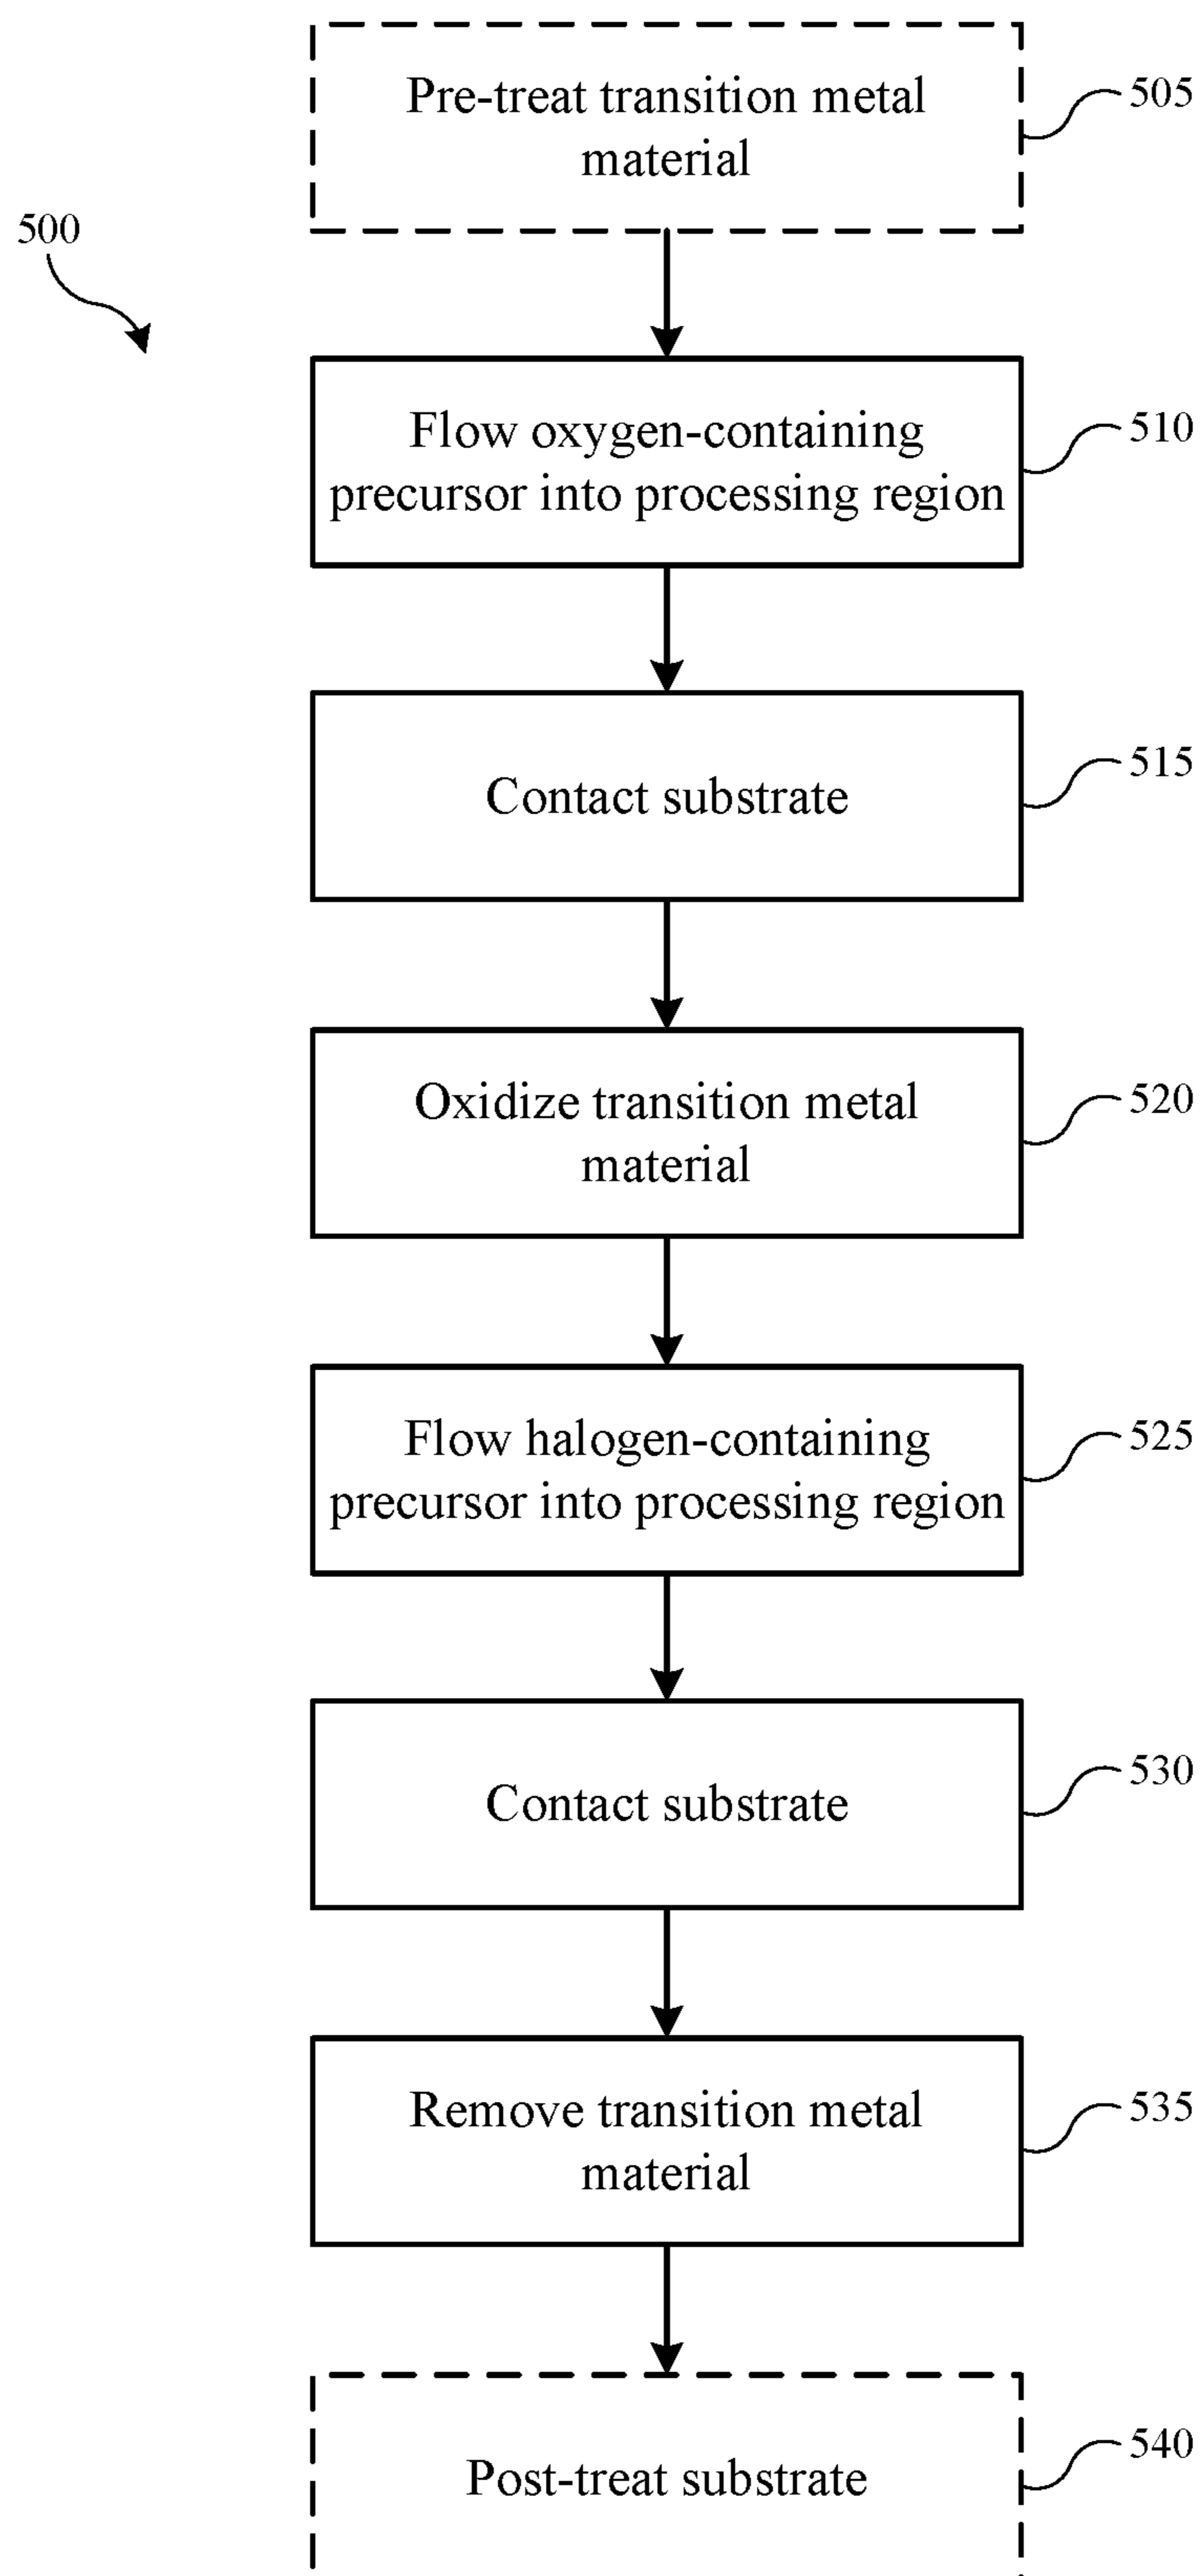 Pre-treat transition metal
material
505
500
Flow oxygen-containing
precursor into processing region
510
Contact substrate
515
Oxidize transition metal
material
520
Flow halogen-containing
precursor into processing region
525
Contact substrate
530
Remove transition metal
material
535
Post-treat substrate
540